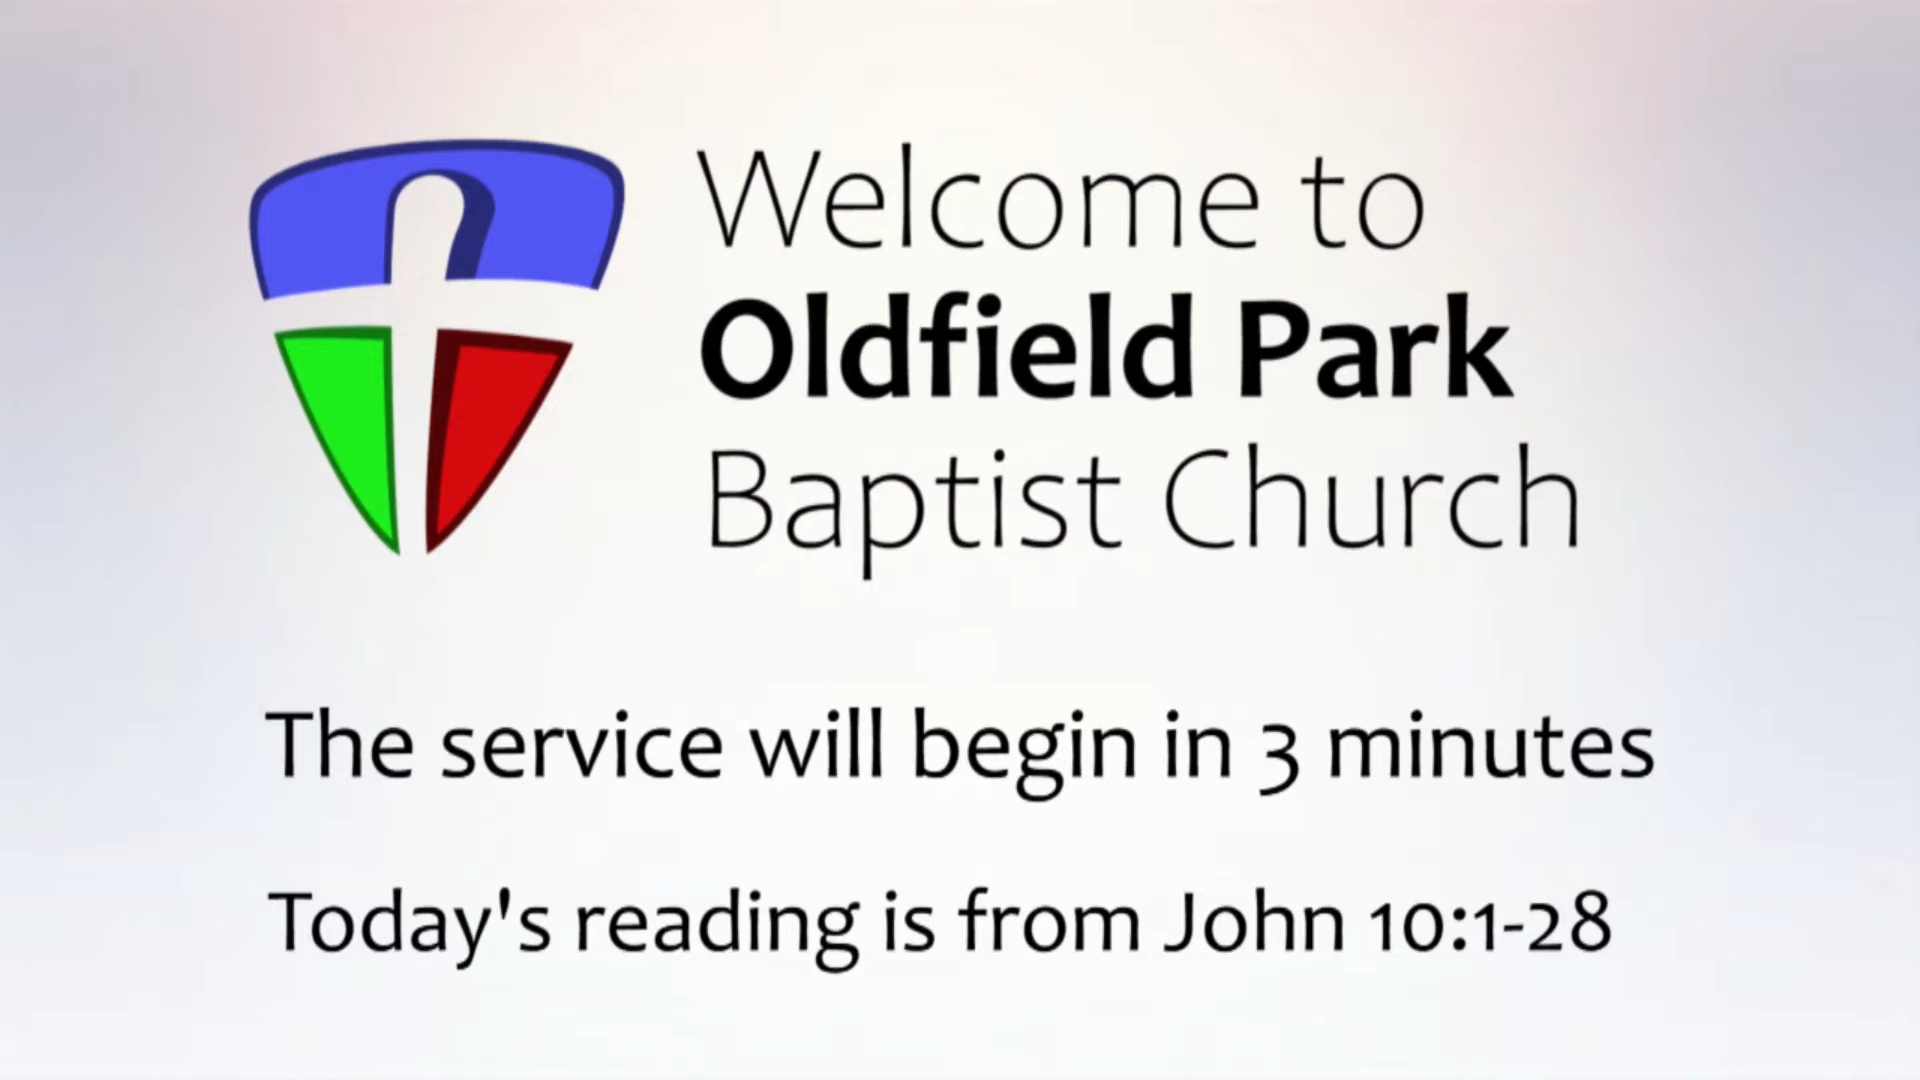 Welcome to
Oldfield Park
Baptist Church
The service will begin in 3 minutes
Today's reading is from John 10:1-28